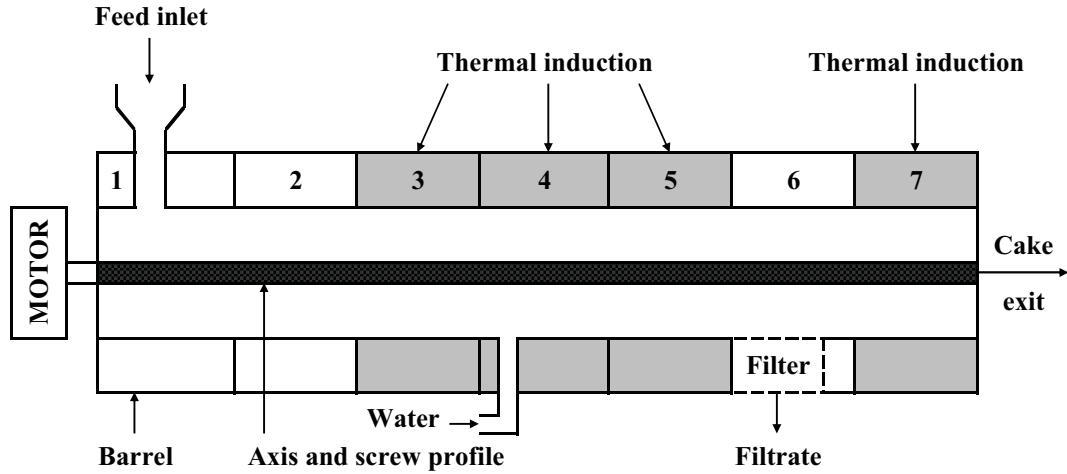 Feed inlet
Thermal induction
Thermal induction
1
2
3
4
5
6
7
MOTOR
Cake
exit
Filter
Water
Barrel
Axis and screw profile
Filtrate